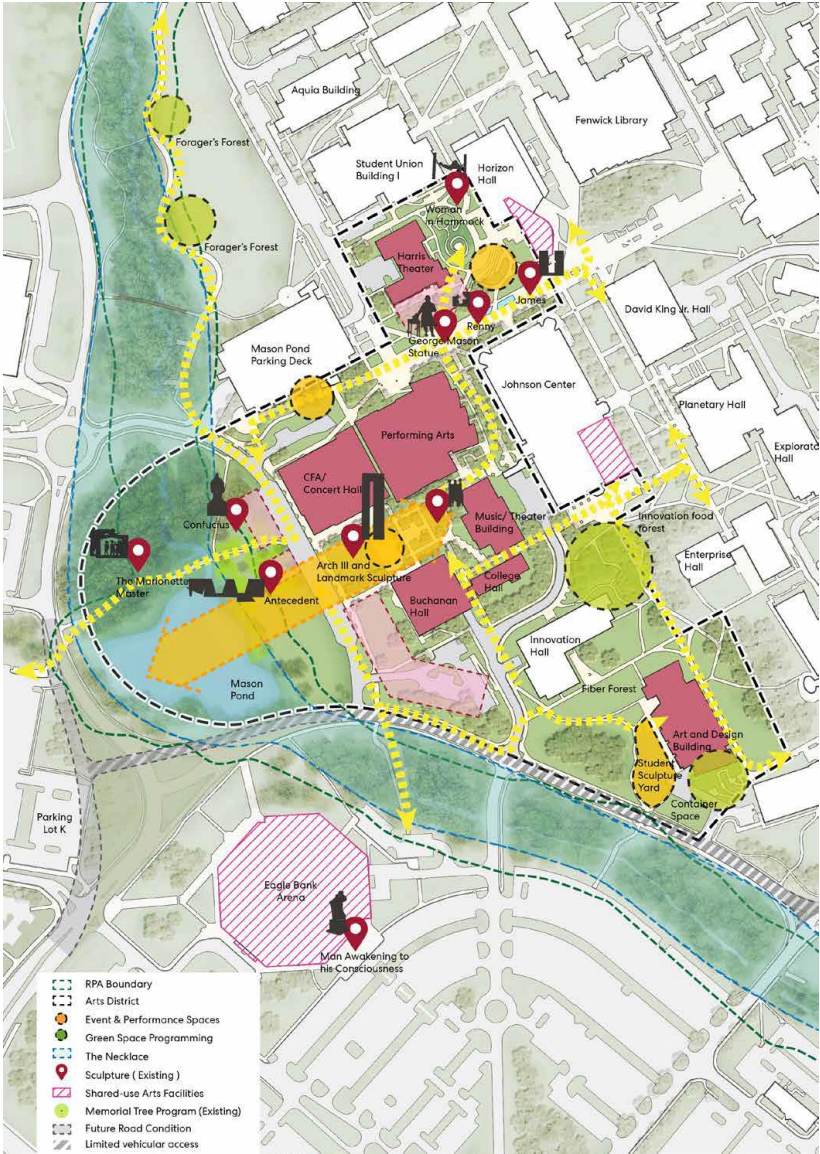 Aquia Building
Fenwick Library
Forager's Forest
Student Union
Building I
Horizon
Hall
Woman
in Hammock
Forager's Forest
Harris
Theater
James
David King Jr. Hall
Renny
George Mason
Statue
Mason Pond
Parking Deck
Johnson Center
Planetary Hall
Performing Arts
Explorato
Hall
CFA/
Concert Hall
Confucius
Music/ Theater
Building
Innovation food
forest
Enterprise
Hall
The Marionette
Master
Arch III and
Landmark Sculpture
College
Hall
Antecedent
Buchanan
Hall
Innovation
Hall
Mason
Pond
Fiber Forest
Art and Design
Building
Student
Sculpture
Yard
Container
Space
Parking
Lot K
Eagle Bank
Arena
Man Awakening to
his Consciousness
RPA Boundary
Arts District
Event & Performance Spaces
Green Space Programming
The Necklace
Sculpture ( Existing )
Shared-use Arts Facilities
Memorial Tree Program (Existing)
Future Road Condition
Limited vehicular access